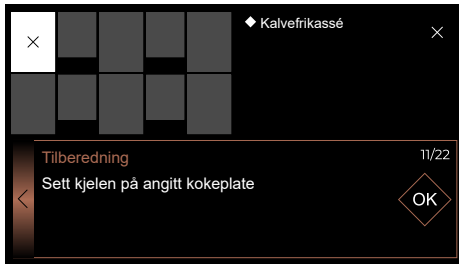 Kalvefrikassé
Tilberedning
11/22
Sett kjelen på angitt kokeplate
OK